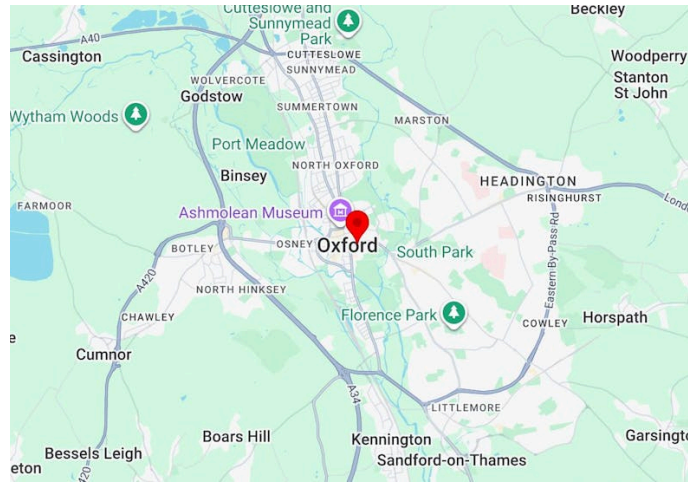 Cutteslowe and
Sunnymead
Park
Beckley
A40
Cassington
CUTTESLOWE
SUNNYMEAD
Woodperry
WOLVERCOTE
Stanton
St John
Godstow
SUMMERTOWN
Wytham Woods
MARSTON
Port Meadow
NORTH OXFORD
Binsey
HEADINGTON
RISINGHURST
FARMOOR
Ashmolean Museum
BOTLEY
OSNEY
Oxford
South Park
Eastern By-Pass Rd
A420
NORTH HINKSEY
Florence Park
Horspath
CHAWLEY
COWLEY
Cumnor
A34
LITTLEMORE
Boars Hill
Kennington
Garsington
Bessels Leigh
Sandford-on-Thames
A420